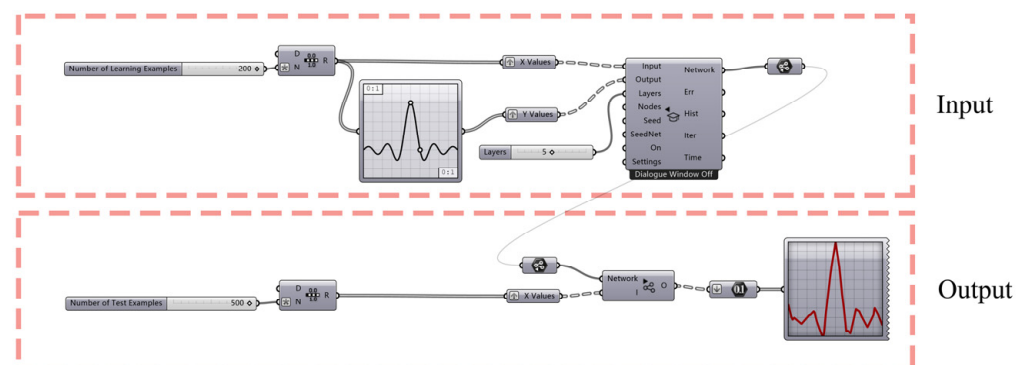 Number of Learning Examples 200
D
N
R
X Values
0:1
0:1
Y Values
Layers 5
Input
Output
Layers
Nodes
Seed
SeedNet
On
Settings
Network
Err
Hist
Iter
Time
Dialogue Window Off
Input
Number of Test Examples 500
D
N
R
X Values
Network
I
O
Output